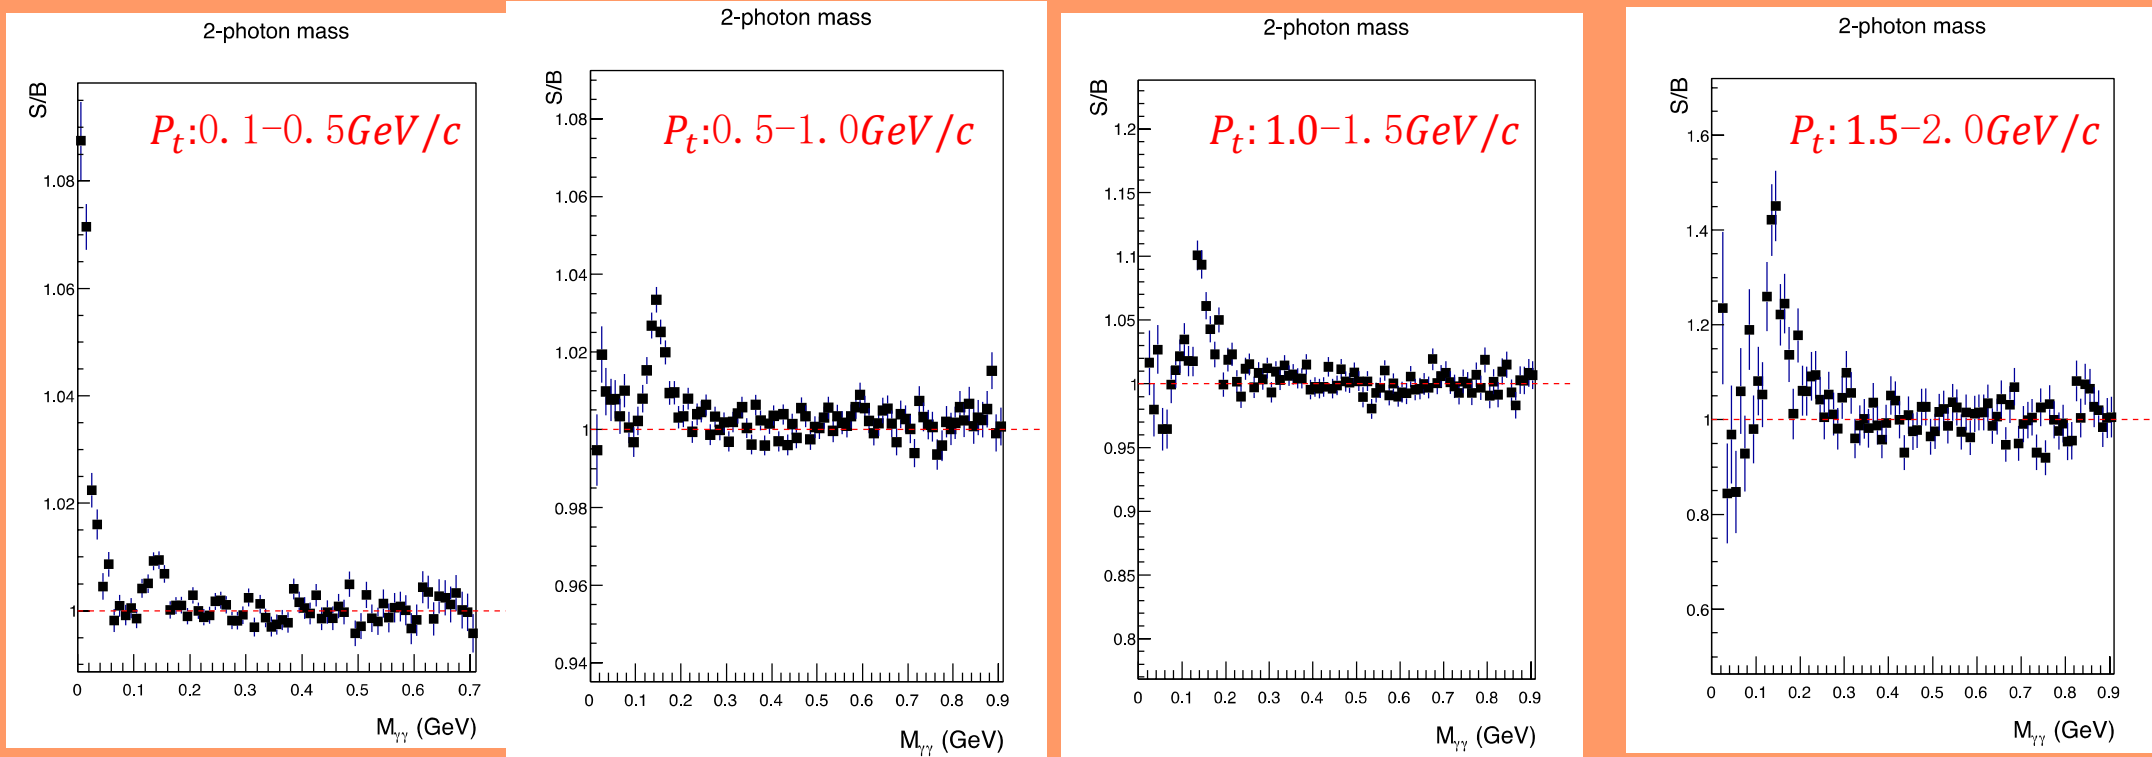 2-photon mass
S/B
P_t:0.1-0.5GeV/c
1.08
1.06
1.04
1.02
1
0 0.1 0.2 0.3 0.4 0.5 0.6 0.7
M_γγ (GeV)
2-photon mass
S/B
P_t:0.5-1.0GeV/c
1.08
1.06
1.04
1.02
1
0.98
0.96
0.94
0 0.1 0.2 0.3 0.4 0.5 0.6 0.7 0.8 0.9
M_γγ (GeV)
2-photon mass
S/B
P_t: 1.0-1.5GeV/c
1.2
1.15
1.1
1.05
1
0.95
0.9
0.85
0.8
0 0.1 0.2 0.3 0.4 0.5 0.6 0.7 0.8 0.9
M_γγ (GeV)
2-photon mass
S/B
P_t: 1.5-2.0GeV/c
1.6
1.4
1.2
1
0.8
0.6
0 0.1 0.2 0.3 0.4 0.5 0.6 0.7 0.8 0.9
M_γγ (GeV)